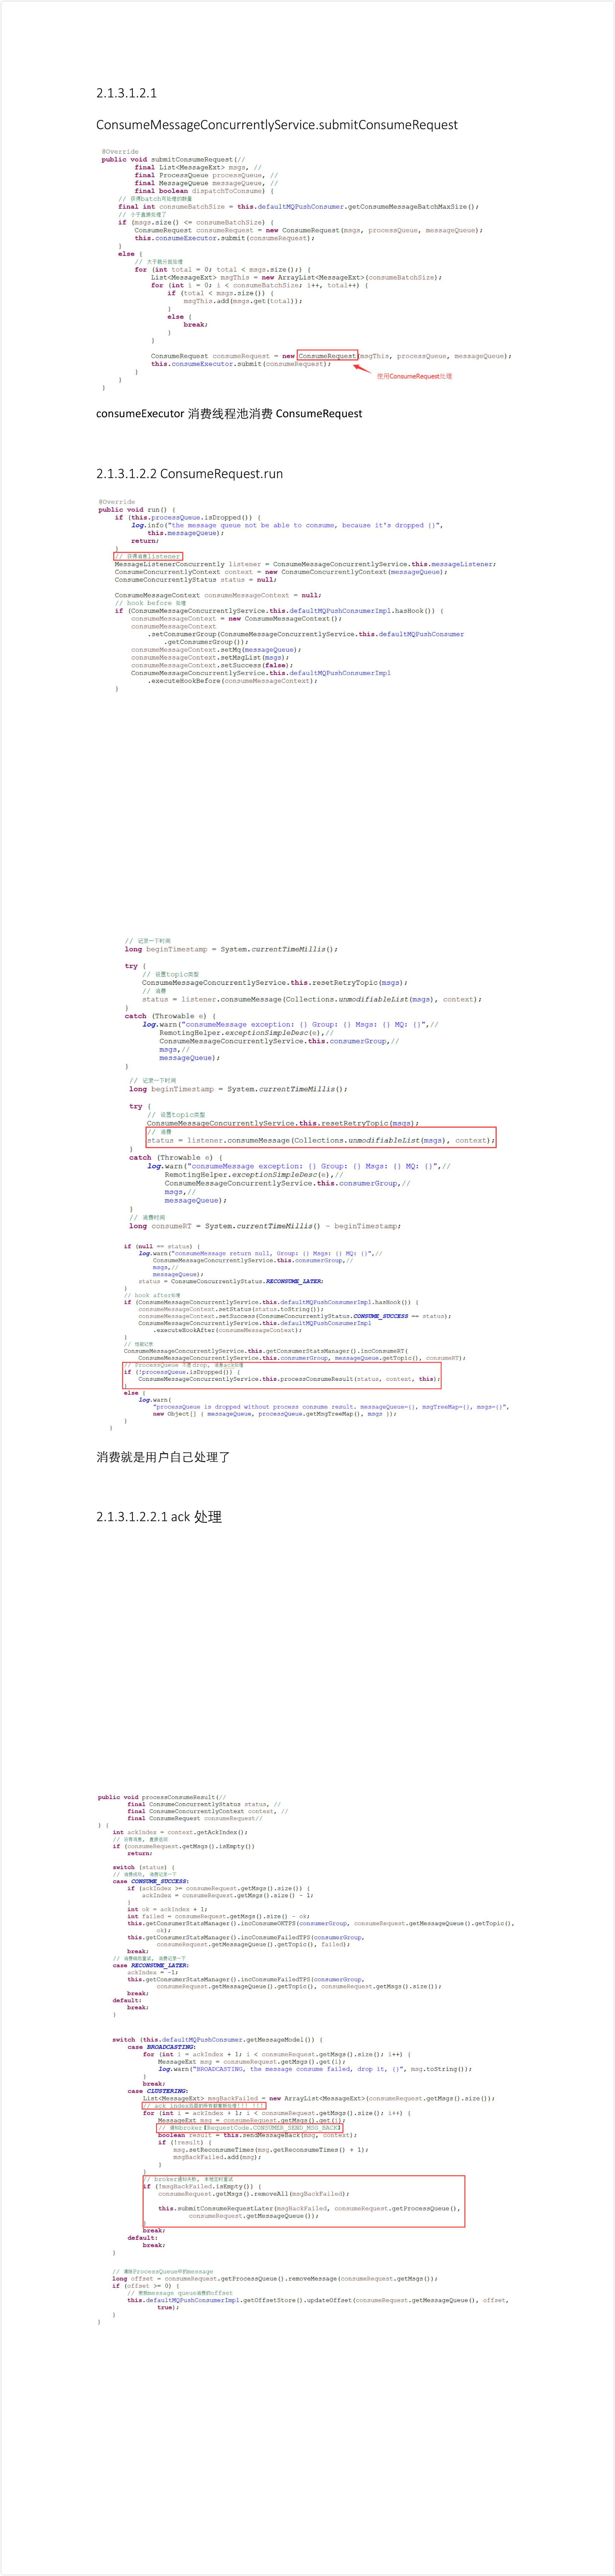 2.1.3.1.2.1
ConsumeMessageConcurrentlyService.submitConsumeRequest
@Override
public void submitConsumeRequest(//
final List<MessageExt> msgs, //
final ProcessQueue processQueue, //
final MessageQueue messageQueue, //
final boolean dispatchToConsume) {
// 获得batch可处理的数量
final int consumeBatchSize = this.defaultMQPushConsumer.getConsumeMessageBatchMaxSize();
// 小于直接处理了
if (msgs.size() <= consumeBatchSize) {
ConsumeRequest consumeRequest = new ConsumeRequest(msgs, processQueue, messageQueue);
this.consumeExecutor.submit(consumeRequest);
}
else {
// 大于就分批处理
for (int total = 0; total < msgs.size();) {
List<MessageExt> msgThis = new ArrayList<MessageExt>(consumeBatchSize);
for (int i = 0; i < consumeBatchSize; i++, total++) {
if (total < msgs.size()) {
msgThis.add(msgs.get(total));
}
else {
break;
}
}
ConsumeRequest consumeRequest = new ConsumeRequest(msgThis, processQueue, messageQueue);
this.consumeExecutor.submit(consumeRequest);
使用ConsumeRequest处理
}
}
}
consumeExecutor 消费线程池消费 ConsumeRequest
2.1.3.1.2.2 ConsumeRequest.run
@Override
public void run() {
if (this.processQueue.isDropped()) {
log.info("the message queue not be able to consume, because it's dropped {}",
this.messageQueue);
return;
}
// 获得消息listener
MessageListenerConcurrently listener = ConsumeMessageConcurrentlyService.this.messageListener;
ConsumeConcurrentlyContext context = new ConsumeConcurrentlyContext(messageQueue);
ConsumeConcurrentlyStatus status = null;
ConsumeMessageContext consumeMessageContext = null;
// hook before 处理
if (ConsumeMessageConcurrentlyService.this.defaultMQPushConsumerImpl.hasHook()) {
consumeMessageContext = new ConsumeMessageContext();
consumeMessageContext
.setConsumerGroup(ConsumeMessageConcurrentlyService.this.defaultMQPushConsumer
.getConsumerGroup());
consumeMessageContext.setMq(messageQueue);
consumeMessageContext.setMsgList(msgs);
consumeMessageContext.setSuccess(false);
ConsumeMessageConcurrentlyService.this.defaultMQPushConsumerImpl
.executeHookBefore(consumeMessageContext);
}
// 记录一下时间
long beginTimestamp = System.currentTimeMillis();
try {
// 设置topic类型
ConsumeMessageConcurrentlyService.this.resetRetryTopic(msgs);
// 消费
status = listener.consumeMessage(Collections.unmodifiableList(msgs), context);
}
catch (Throwable e) {
log.warn("consumeMessage exception: {} Group: {} Msgs: {} MQ: {}",//
RemotingHelper.exceptionSimpleDesc(e),//
ConsumeMessageConcurrentlyService.this.consumerGroup,//
msgs,//
messageQueue);
}
// 记录一下时间
long beginTimestamp = System.currentTimeMillis();
try {
// 设置topic类型
ConsumeMessageConcurrentlyService.this.resetRetryTopic(msgs);
// 消费
status = listener.consumeMessage(Collections.unmodifiableList(msgs), context);
}
catch (Throwable e) {
log.warn("consumeMessage exception: {} Group: {} Msgs: {} MQ: {}",//
RemotingHelper.exceptionSimpleDesc(e),//
ConsumeMessageConcurrentlyService.this.consumerGroup,//
msgs,//
messageQueue);
}
// 消费时间
long consumeRT = System.currentTimeMillis() - beginTimestamp;
if (null == status) {
log.warn("consumeMessage return null, Group: {} Msgs: {} MQ: {}",//
ConsumeMessageConcurrentlyService.this.consumerGroup,//
msgs,//
messageQueue);
status = ConsumeConcurrentlyStatus.RECONSUME_LATER;
}
// hook after处理
if (ConsumeMessageConcurrentlyService.this.defaultMQPushConsumerImpl.hasHook()) {
consumeMessageContext.setStatus(status.toString());
consumeMessageContext.setSuccess(ConsumeConcurrentlyStatus.CONSUME_SUCCESS == status);
ConsumeMessageConcurrentlyService.this.defaultMQPushConsumerImpl
.executeHookAfter(consumeMessageContext);
}
// 性能记录
ConsumeMessageConcurrentlyService.this.getConsumerStatsManager().incConsumeRT(
ConsumeMessageConcurrentlyService.this.consumerGroup, messageQueue.getTopic(), consumeRT);
// ProcessQueue 不是drop, 消息ack处理
if (!processQueue.isDropped()) {
ConsumeMessageConcurrentlyService.this.processConsumeResult(status, context, this);
}
else {
log.warn(
"processQueue is dropped without process consume result. messageQueue={}, msgTreeMap={}, msgs={}",
new Object[] { messageQueue, processQueue.getMsgTreeMap(), msgs });
}
}
消费就是用户自己处理了
2.1.3.1.2.2.1 ack 处理
public void processConsumeResult(//
final ConsumeConcurrentlyStatus status, //
final ConsumeConcurrentlyContext context, //
final ConsumeRequest consumeRequest//
) {
int ackIndex = context.getAckIndex();
// 没有消息, 直接返回
if (consumeRequest.getMsgs().isEmpty())
return;
switch (status) {
// 消费成功, 消费记录一下
case CONSUME_SUCCESS:
if (ackIndex >= consumeRequest.getMsgs().size()) {
ackIndex = consumeRequest.getMsgs().size() - 1;
}
int ok = ackIndex + 1;
int failed = consumeRequest.getMsgs().size() - ok;
this.getConsumerStatsManager().incConsumeOKTPS(consumerGroup, consumeRequest.getMessageQueue().getTopic(),
ok);
this.getConsumerStatsManager().incConsumeFailedTPS(consumerGroup,
consumeRequest.getMessageQueue().getTopic(), failed);
break;
// 消费稍后重试, 消费记录一下
case RECONSUME_LATER:
ackIndex = -1;
this.getConsumerStatsManager().incConsumeFailedTPS(consumerGroup,
consumeRequest.getMessageQueue().getTopic(), consumeRequest.getMsgs().size());
break;
default:
break;
}
switch (this.defaultMQPushConsumer.getMessageModel()) {
case BROADCASTING:
for (int i = ackIndex + 1; i < consumeRequest.getMsgs().size(); i++) {
MessageExt msg = consumeRequest.getMsgs().get(i);
log.warn("BROADCASTING, the message consume failed, drop it, {}", msg.toString());
}
break;
case CLUSTERING:
List<MessageExt> msgBackFailed = new ArrayList<MessageExt>(consumeRequest.getMsgs().size());
// ack index后面的所有都重新处理!!! !!!
for (int i = ackIndex + 1; i < consumeRequest.getMsgs().size(); i++) {
MessageExt msg = consumeRequest.getMsgs().get(i);
// 通知broker【RequestCode.CONSUMER_SEND_MSG_BACK】
boolean result = this.sendMessageBack(msg, context);
if (!result) {
msg.setReconsumeTimes(msg.getReconsumeTimes() + 1);
msgBackFailed.add(msg);
}
}
// broker通知失败, 本地定时重试
if (!msgBackFailed.isEmpty()) {
consumeRequest.getMsgs().removeAll(msgBackFailed);
this.submitConsumeRequestLater(msgBackFailed, consumeRequest.getProcessQueue(),
consumeRequest.getMessageQueue());
}
break;
default:
break;
}
// 清除ProcessQueue中的message
long offset = consumeRequest.getProcessQueue().removeMessage(consumeRequest.getMsgs());
if (offset >= 0) {
// 更新message queue消费的offset
this.defaultMQPushConsumerImpl.getOffsetStore().updateOffset(consumeRequest.getMessageQueue(), offset,
true);
}
}